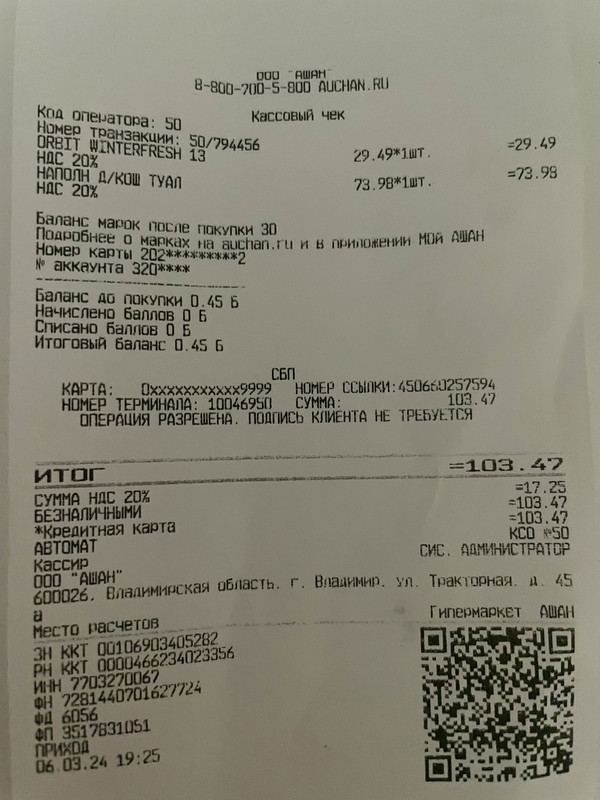 ООО "АШАН"
8-800-700-5-800 AUCHAN.RU
Кассовый чек
Код оператора: 50
Номер транзакции: 50/794456
ORBIT WINTERFRESH 13 29.49*1шт. =29.49
НДС 20%
НАПОЛН Д/КОШ ТУАЛ 73.98*1шт. =73.98
НДС 20%
Баланс марок после покупки 30
Подробнее о марках на auchan.ru и в приложении МОЙ АШАН
Номер карты 202*********2
№ аккаунта 320****
Баланс до покупки 0.45 Б
Начислено баллов 0 Б
Списано баллов 0 Б
Итоговый баланс 0.45 Б
СБП
КАРТА: 0xxxxxxxxxxx9999 НОМЕР ССЫЛКИ:450660257594
НОМЕР ТЕРМИНАЛА: 10046950 СУММА: 103.47
ОПЕРАЦИЯ РАЗРЕШЕНА. ПОДПИСЬ КЛИЕНТА НЕ ТРЕБУЕТСЯ
ИТОГ =103.47
СУММА НДС 20% =17.25
БЕЗНАЛИЧНЫМИ =103.47
*Кредитная карта =103.47
АВТОМАТ КСО №50
Кассир СИС. АДМИНИСТРАТОР
ООО "АШАН"
600026, Владимирская область, г. Владимир, ул. Тракторная, д. 45
а
Место расчетов Гипермаркет АШАН
ЗН ККТ 00106903405282
РН ККТ 0000466234023356
ИНН 7703270067
ФН 7281440701627724
ФД 6056
ФП 3517831051
ПРИХОД
06.03.24 19:25